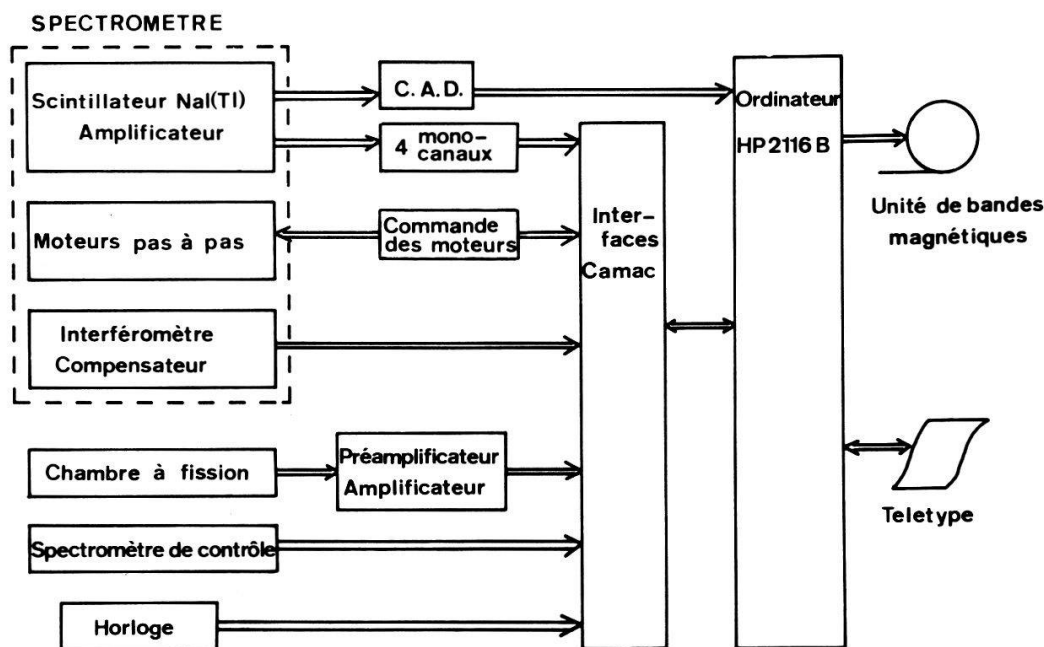 SPECTROMETRE
Scintillateur NaI(Tl)
Amplificateur
C.A.D.
4 mono-
canaux
Moteurs pas à pas
Commande
des moteurs
Interféromètre
Compensateur
Chambre à fission
Préamplificateur
Amplificateur
Spectromètre de contrôle
Horloge
Inter-
faces
Camac
Ordinateur
HP 2116 B
Unité de bandes
magnétiques
Teletype